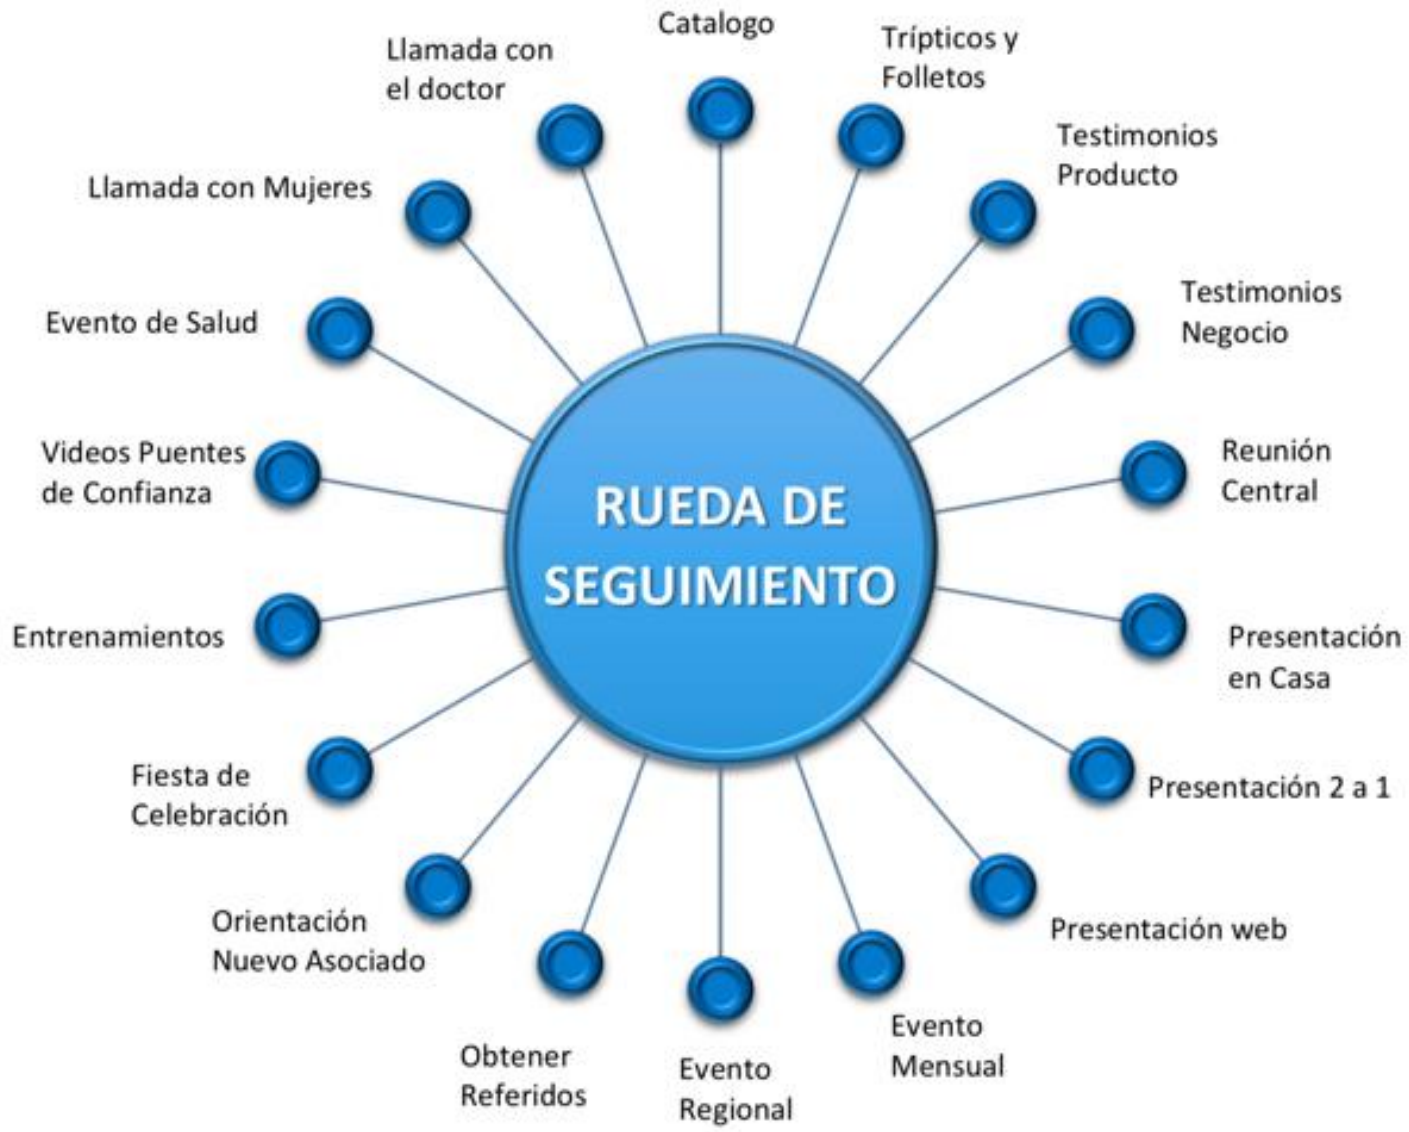 Catalogo
Trípticos y
Folletos
Testimonios
Producto
Testimonios
Negocio
Reunión
Central
Presentación
en Casa
Presentación 2 a 1
Presentación web
Evento
Mensual
Evento
Regional
Obtener
Referidos
Orientación
Nuevo Asociado
Fiesta de
Celebración
Entrenamientos
Videos Puentes
de Confianza
Evento de Salud
Llamada con Mujeres
Llamada con
el doctor
RUEDA DE
SEGUIMIENTO